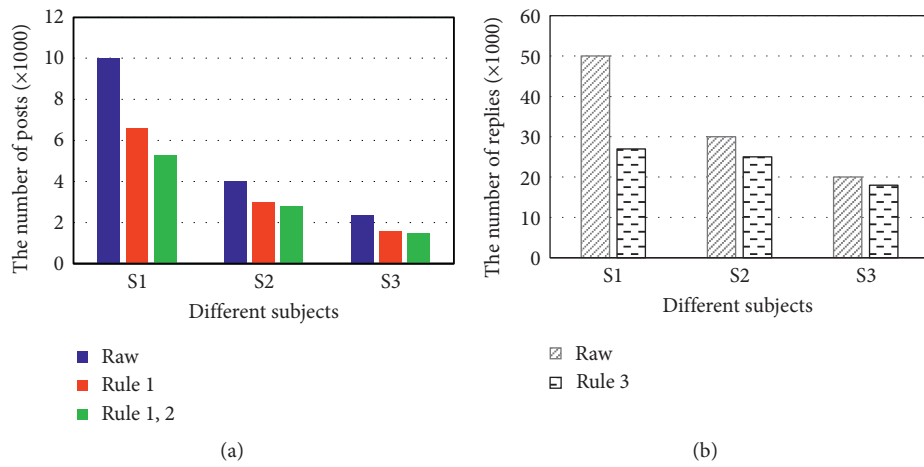 The number of posts (×1000)
12
10
8
6
4
2
0
S1 S2 S3
Different subjects
Raw
Rule 1
Rule 1, 2
(a)
The number of replies (×1000)
60
50
40
30
20
10
60
S1 S2 S3
Different subjects
Raw
Rule 3
(b)